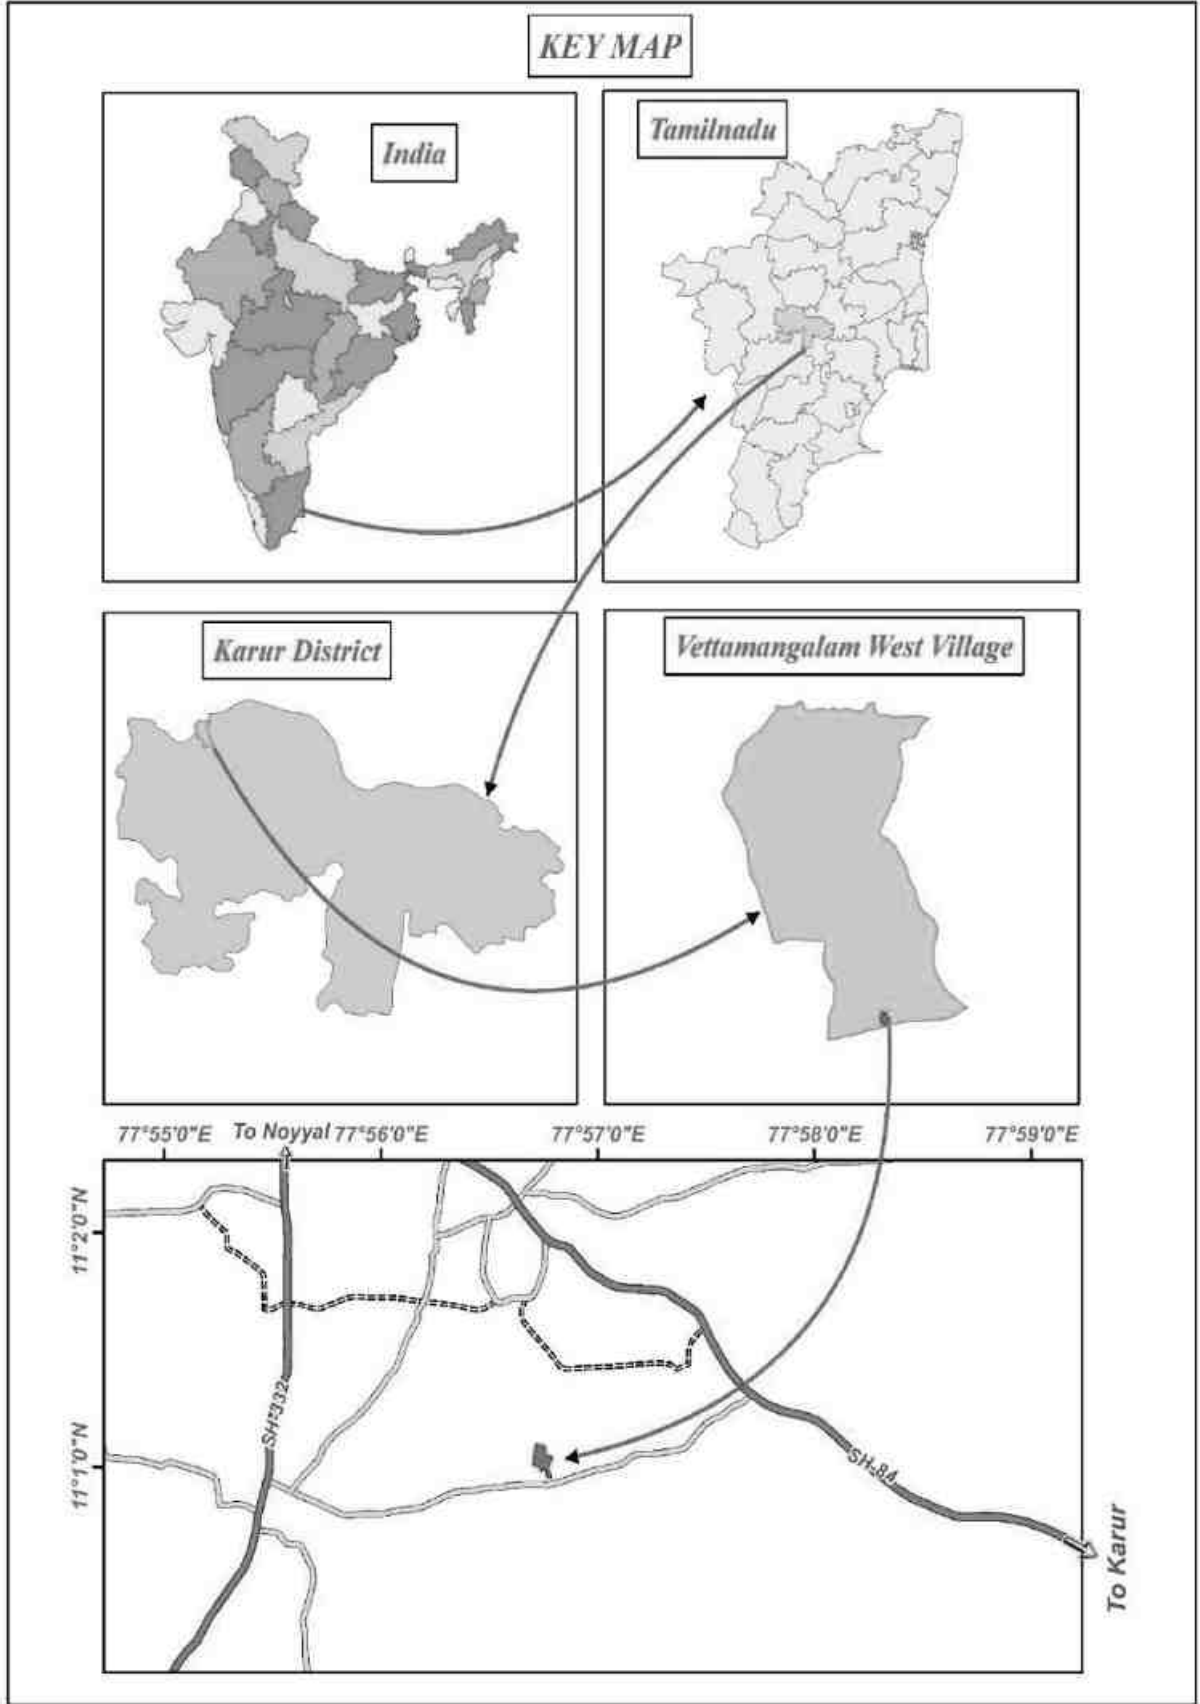 KEY MAP
India
Tamilnadu
Karur District
Vettamangalam West Village
77°55'0"E
To Noyyal
77°56'0"E
77°57'0"E
77°58'0"E
77°59'0"E
11°2'0"N
11°1'0"N
SH-332
SH-84
To Karur